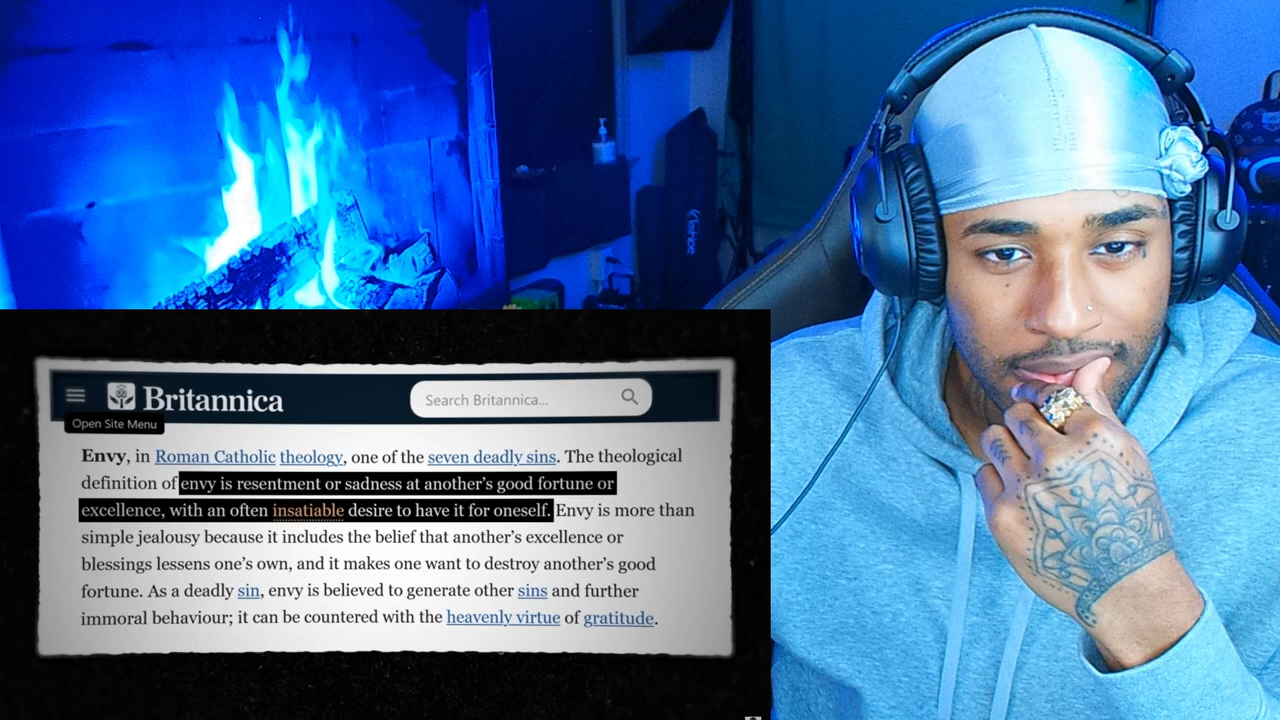 Britannica
Search Britannica...
Open Site Menu
Envy, in Roman Catholic theology, one of the seven deadly sins. The theological
definition of envy is resentment or sadness at another's good fortune or
excellence, with an often insatiable desire to have it for oneself. Envy is more than
simple jealousy because it includes the belief that another's excellence or
blessings lessens one's own, and it makes one want to destroy another's good
fortune. As a deadly sin, envy is believed to generate other sins and further
immoral behaviour; it can be countered with the heavenly virtue of gratitude.